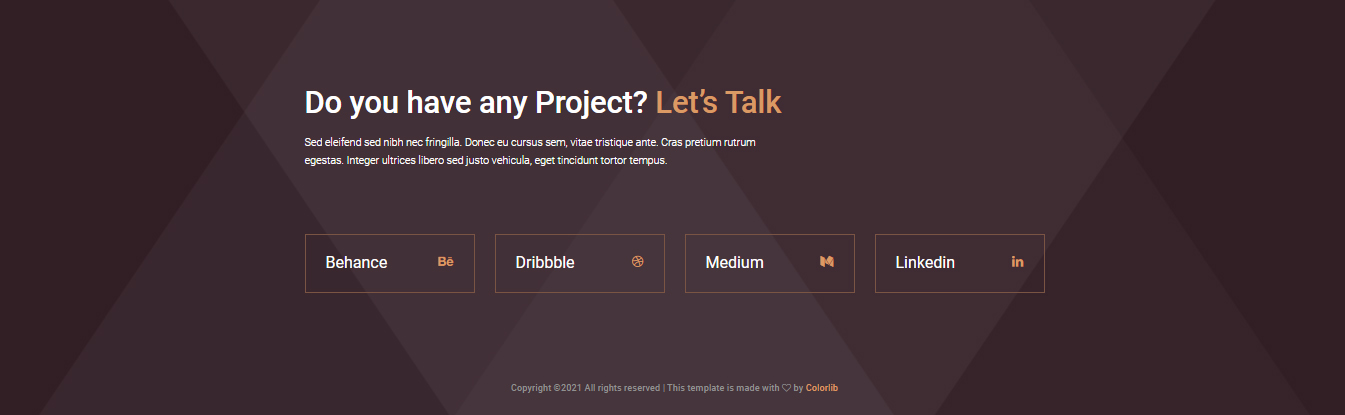 Do you have any Project? Let's Talk
Sed eleifend sed nibh nec fringilla. Donec eu cursus sem, vitae tristique ante. Cras pretium rutrum
egestas. Integer ultrices libero sed justo vehicula, eget tincidunt tortor tempus.
Behance Bē Dribbble Medium M Linkedin in
Copyright ©2021 All rights reserved | This template is made with ♡ by Colorlib